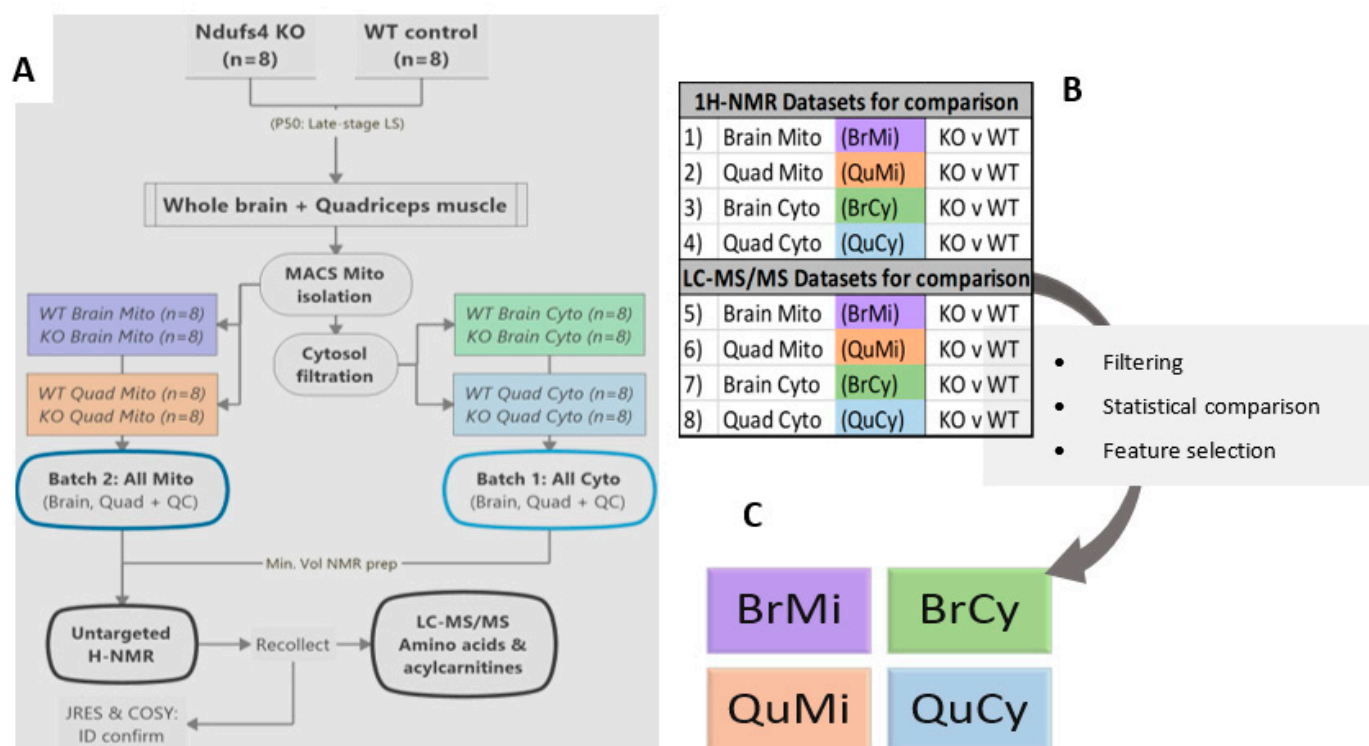 A
Ndufs4 KO
(n=8)
WT control
(n=8)
(P50: Late-stage LS)
Whole brain + Quadriceps muscle
MACS Mito
isolation
Cytosol
filtration
WT Brain Mito (n=8)
KO Brain Mito (n=8)
WT Quad Mito (n=8)
KO Quad Mito (n=8)
WT Brain Cyto (n=8)
KO Brain Cyto (n=8)
WT Quad Cyto (n=8)
KO Quad Cyto (n=8)
Batch 2: All Mito
(Brain, Quad + QC)
Batch 1: All Cyto
(Brain, Quad + QC)
Min. Vol NMR prep
Untargeted
H-NMR
Recollect
LC-MS/MS
Amino acids &
acylcarnitines
JRES & COSY:
ID confirm
B
1H-NMR Datasets for comparison
1) Brain Mito (BrMi) KO v WT
2) Quad Mito (QuMi) KO v WT
3) Brain Cyto (BrCy) KO v WT
4) Quad Cyto (QuCy) KO v WT
LC-MS/MS Datasets for comparison
5) Brain Mito (BrMi) KO v WT
6) Quad Mito (QuMi) KO v WT
7) Brain Cyto (BrCy) KO v WT
8) Quad Cyto (QuCy) KO v WT
• Filtering
• Statistical comparison
• Feature selection
C
BrMi BrCy
QuMi QuCy